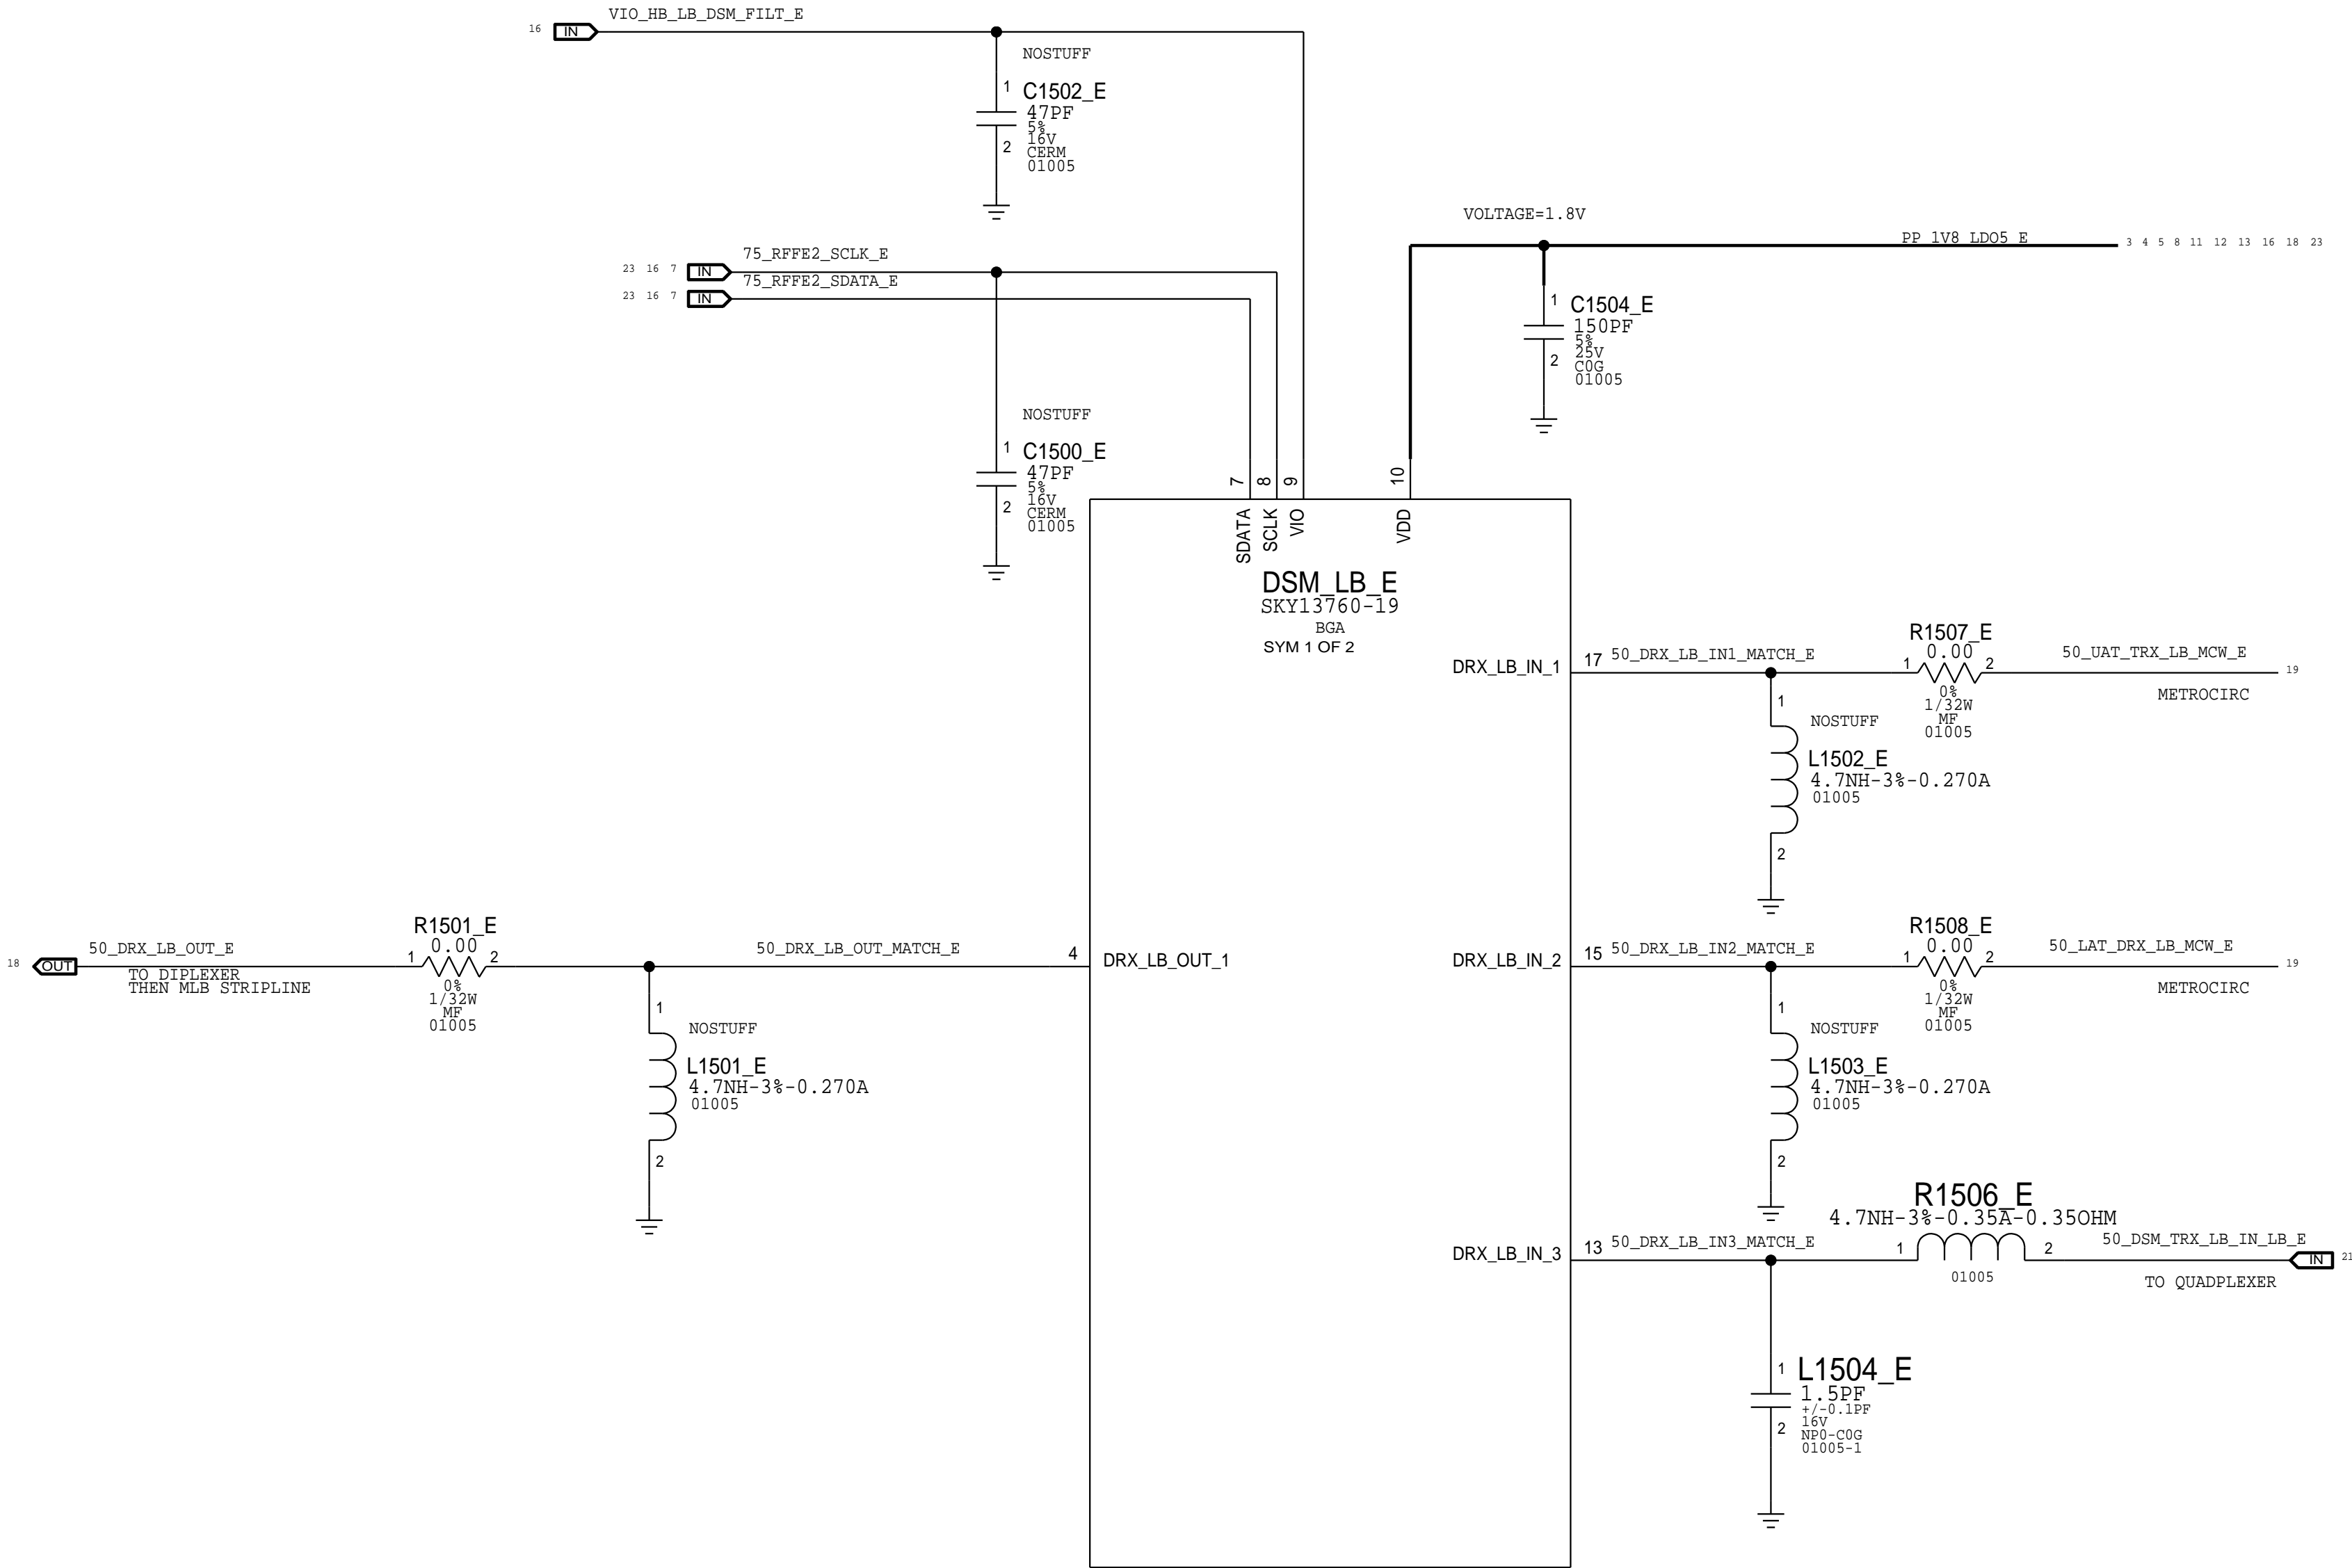 VIO_HB_LB_DSM_FILT_E
16 IN
NOSTUFF
1
C1502_E
47PF
5%
16V
2
CERM
01005
VOLTAGE=1.8V
PP_1V8_LDO5_E
3 4 5 8 11 12 13 16 18 23
75_RFFE2_SCLK_E
23 16 7 IN
75_RFFE2_SDATA_E
23 16 7 IN
1
C1504_E
150PF
5%
25V
2
C0G
01005
NOSTUFF
1
C1500_E
47PF
5%
16V
2
CERM
01005
7 8 9 10
SDATA
SCLK
VIO
VDD
DSM_LB_E
SKY13760-19
BGA
SYM 1 OF 2
DRX_LB_IN_1
17 50_DRX_LB_IN1_MATCH_E
R1507_E
0.00
1 2
50_UAT_TRX_LB_MCW_E
19
METROCIRC
0%
1/32W
MF
01005
1
NOSTUFF
L1502_E
4.7NH-3%-0.270A
01005
2
R1501_E
0.00
1 2
50_DRX_LB_OUT_E
18 OUT
TO DIPLEXER
THEN MLB STRIPLINE
0%
1/32W
MF
01005
50_DRX_LB_OUT_MATCH_E
4
DRX_LB_OUT_1
1
NOSTUFF
L1501_E
4.7NH-3%-0.270A
01005
2
DRX_LB_IN_2
15 50_DRX_LB_IN2_MATCH_E
R1508_E
0.00
1 2
50_LAT_DRX_LB_MCW_E
19
METROCIRC
0%
1/32W
MF
01005
1
NOSTUFF
L1503_E
4.7NH-3%-0.270A
01005
2
R1506_E
4.7NH-3%-0.35A-0.35OHM
DRX_LB_IN_3
13 50_DRX_LB_IN3_MATCH_E
1 2
01005
50_DSM_TRX_LB_IN_LB_E
IN 21
TO QUADPLEXER
1
L1504_E
1.5PF
+/-0.1PF
16V
2
NP0-C0G
01005-1